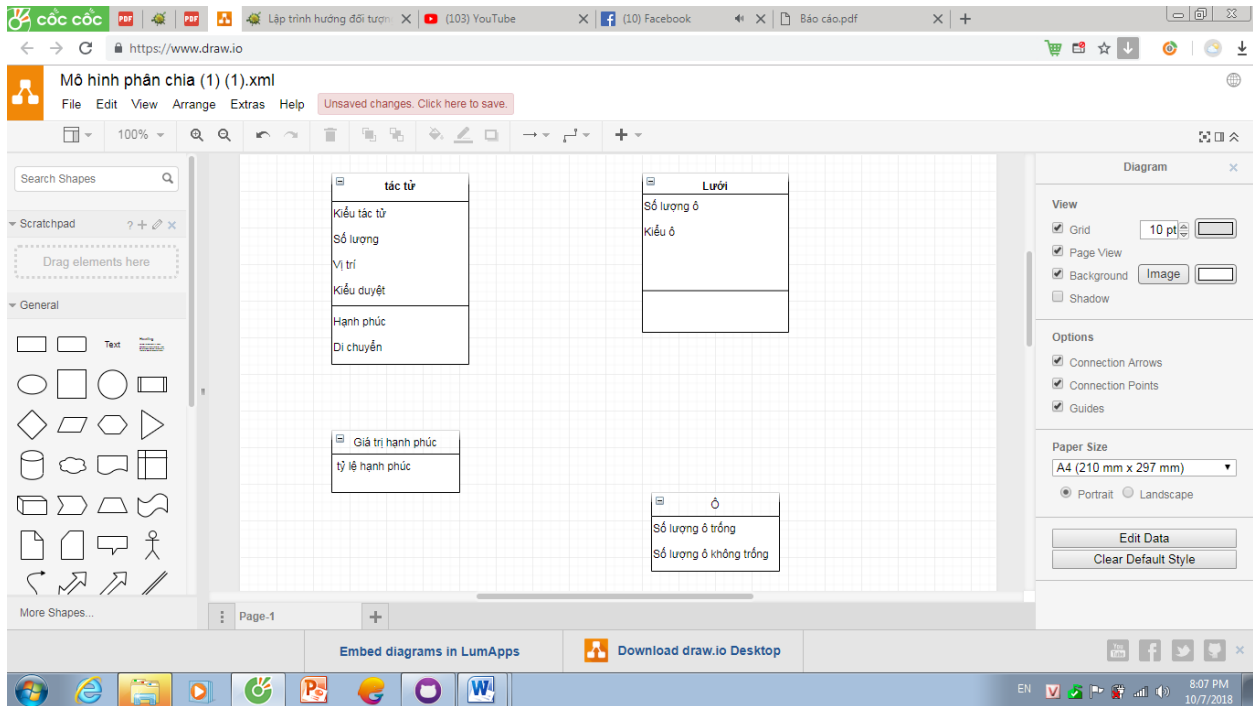 cốc cốc
PDF
PDF
Lập trình hướng đối tượn
(103) YouTube
(10) Facebook
Báo cáo.pdf
https://www.draw.io
Mô hình phân chia (1) (1).xml
File Edit View Arrange Extras Help
Unsaved changes. Click here to save.
100%
Search Shapes
Scratchpad
?
Drag elements here
General
Text
Heading
More Shapes...
tác tử
Kiểu tác tử
Số lượng
Vị trí
Kiểu duyệt
Hạnh phúc
Di chuyển
Lưới
Số lượng ô
Kiểu ô
Giá trị hạnh phúc
tỷ lệ hạnh phúc
Ô
Số lượng ô trống
Số lượng ô không trống
Diagram
View
Grid
10 pt
Page View
Background
Image
Shadow
Options
Connection Arrows
Connection Points
Guides
Paper Size
A4 (210 mm x 297 mm)
Portrait
Landscape
Edit Data
Clear Default Style
Page-1
Embed diagrams in LumApps
Download draw.io Desktop
You
Tube
EN
8:07 PM
10/7/2018